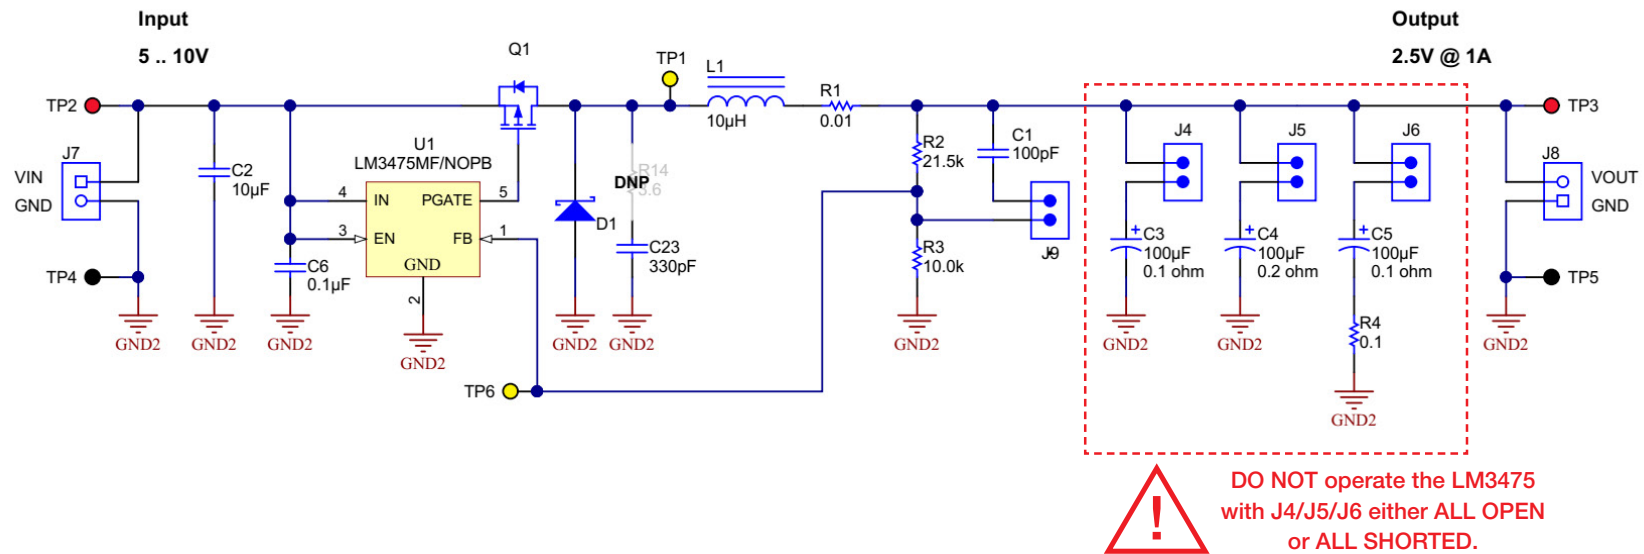 Input
5 .. 10V
Output
2.5V @ 1A
Q1
TP1
L1
10µH
R1
0.01
TP2
TP3
J7
VIN
GND
C2
10µF
U1
LM3475MF/NOPB
4
IN
PGATE
5
3
EN
FB
1
GND
2
C6
0.1µF
R14
DNP
3.6
D1
C23
330pF
R2
21.5k
C1
100pF
J9
R3
10.0k
J4
J5
J6
J8
VOUT
GND
+
C3
100µF
0.1 ohm
+
C4
100µF
0.2 ohm
+
C5
100µF
0.1 ohm
R4
0.1
TP4
TP5
GND2
GND2
GND2
GND2
GND2
GND2
GND2
GND2
GND2
GND2
GND2
TP6
!
DO NOT operate the LM3475
with J4/J5/J6 either ALL OPEN
or ALL SHORTED.